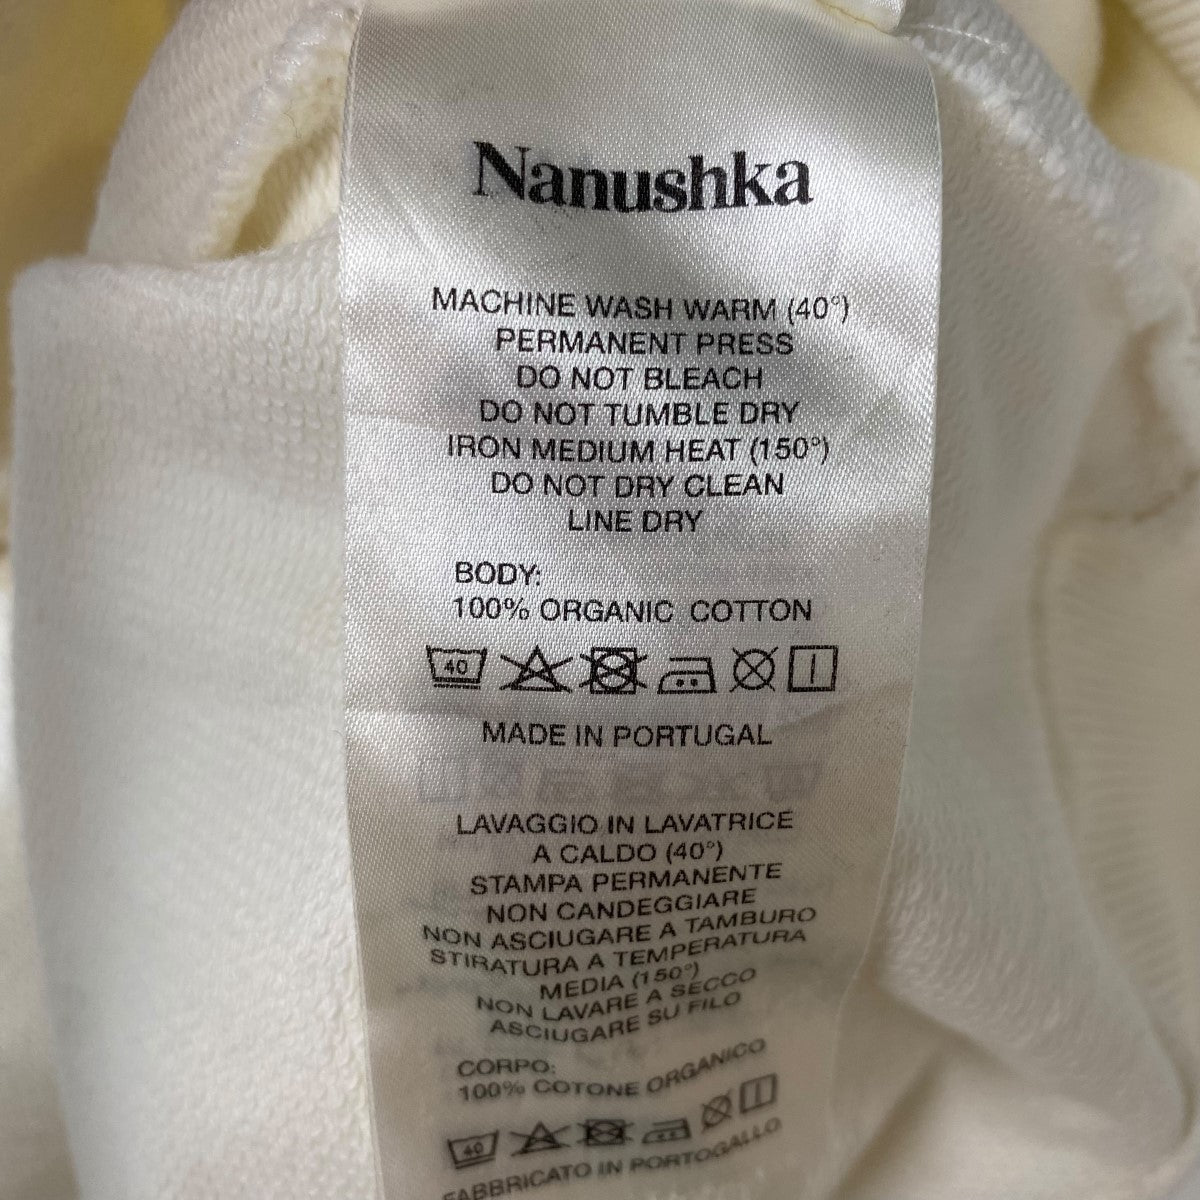 Nanushka
MACHINE WASH WARM (40°)
PERMANENT PRESS
DO NOT BLEACH
DO NOT TUMBLE DRY
IRON MEDIUM HEAT (150°)
DO NOT DRY CLEAN
LINE DRY
BODY:
100% ORGANIC COTTON
40
MADE IN PORTUGAL
LAVAGGIO IN LAVATRICE
A CALDO (40°)
STAMPA PERMANENTE
NON CANDEGGIARE
NON ASCIUGARE A TAMBURO
STIRATURA A TEMPERATURA
MEDIA (150°)
NON LAVARE A SECCO
ASCIUGARE SU FILO
CORPO:
100% COTONE ORGANICO
40
FABBRICATO IN PORTOGALLO